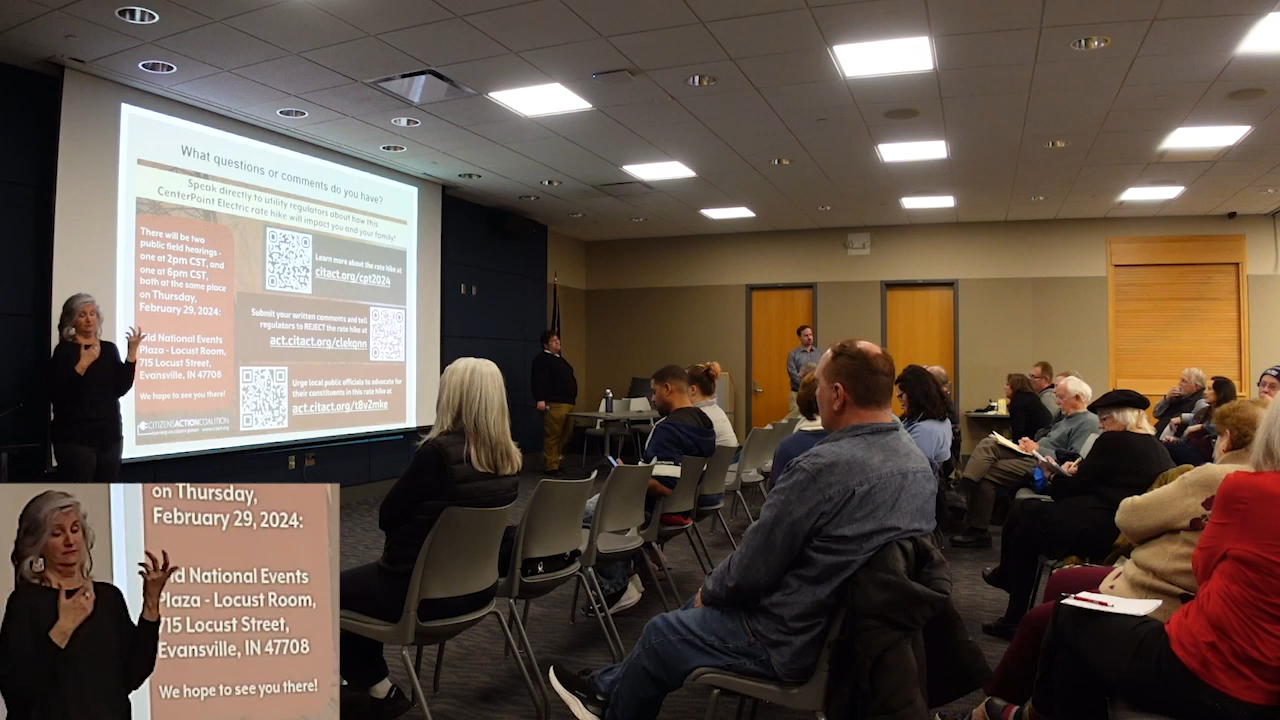 What questions or comments do you have?
Speak directly to utility regulators about how this
CenterPoint Electric rate hike will impact you and your family!
There will be two
public field hearings -
one at 2pm CST, and
one at 6pm CST,
both at the same place
on Thursday,
February 29, 2024:
Old National Events
Plaza - Locust Room,
715 Locust Street,
Evansville, IN 47708
We hope to see you there!
Learn more about the rate hike at
citact.org/cpt2024
Submit your written comments and tell
regulators to REJECT the rate hike at
act.citact.org/clekqnn
Urge local public officials to advocate for
their constituents in this rate hike at
act.citact.org/t8v2mke
CITIZENSACTIONCOALITION
on Thursday,
February 29, 2024:
ld National Events
Plaza - Locust Room,
715 Locust Street,
Evansville, IN 47708
We hope to see you there!